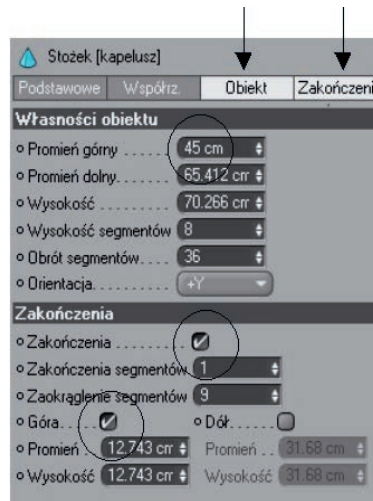 Stożek [kapelusz]
Podstawowe Współrz. Obiekt Zakończeni
Własności obiektu
Promień górny . . . . . . 45 cm
Promień dolny. . . . . . . 65.412 cm
Wysokość . . . . . . . . . 70.266 cm
Wysokość segmentów 8
Obrót segmentów. . . . 36
Orientacja. . . . . . . . . . +Y
Zakończenia
Zakończenia . . . . . . . .
Zakończenia segmentów 1
Zaokrąglenie segmentów 9
Góra. . . . Dół. . . . . .
Promień . 12.743 cm Promień . . 31.68 cm
Wysokość 12.743 cm Wysokość 31.68 cm